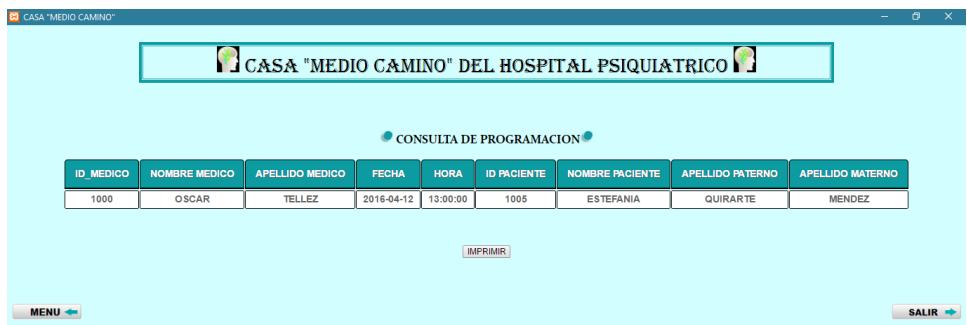 CASA "MEDIO CAMINO"
CASA "MEDIO CAMINO" DEL HOSPITAL PSIQUIATRICO
CONSULTA DE PROGRAMACION
ID_MEDICO NOMBRE MEDICO APELLIDO MEDICO FECHA HORA ID PACIENTE NOMBRE PACIENTE APELLIDO PATERNO APELLIDO MATERNO
1000 OSCAR TELLEZ 2016-04-12 13:00:00 1005 ESTEFANIA QUIRARTE MENDEZ
IMPRIMIR
MENU SALIR